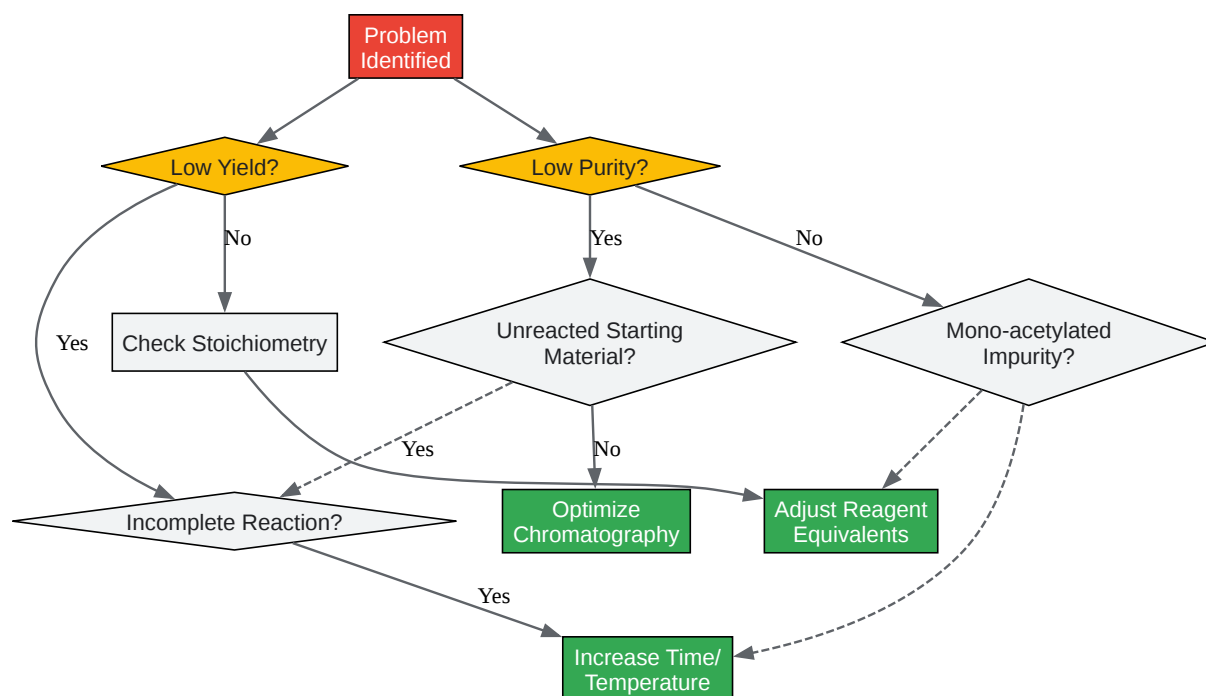 Problem
Identified
Low Yield?
Low Purity?
No
Yes
No
Yes
Check Stoichiometry
Unreacted Starting
Material?
Mono-acetylated
Impurity?
Yes
No
Incomplete Reaction?
Optimize
Chromatography
Adjust Reagent
Equivalents
Yes
Increase Time/
Temperature